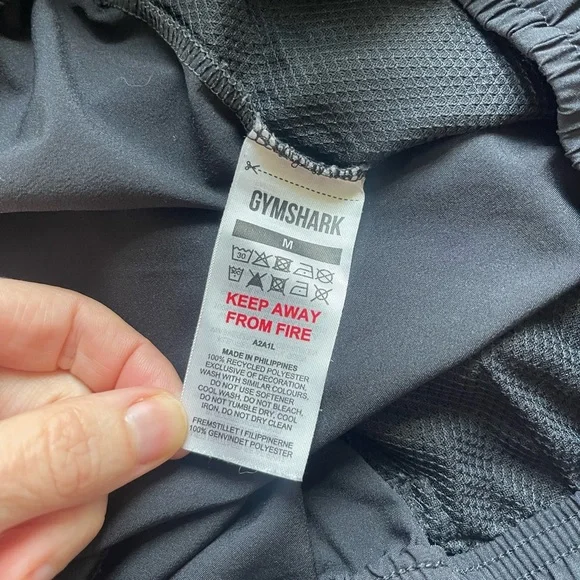 GYMSHARK
M
30
KEEP AWAY
FROM FIRE
A2A1L
MADE IN PHILIPPINES
100% RECYCLED POLYESTER
EXCLUSIVE OF DECORATION,
WASH WITH SIMILAR COLOURS,
DO NOT USE SOFTENER
COOL WASH. DO NOT BLEACH,
DO NOT TUMBLE DRY. COOL
IRON, DO NOT DRY CLEAN
FREMSTILLET I FILIPPINERNE
100% GENVINDET POLYESTER